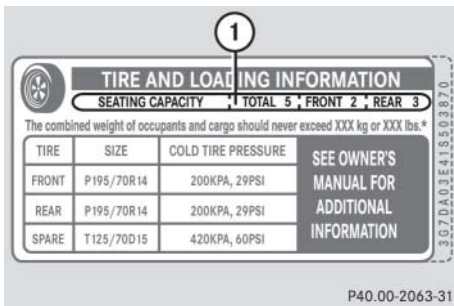 1
TIRE AND LOADING INFORMATION
SEATING CAPACITY TOTAL 5 FRONT 2 REAR 3
The combined weight of occupants and cargo should never exceed XXX kg or XXX lbs.*
TIRE SIZE COLD TIRE PRESSURE
FRONT P195/70R14 200KPA, 29PSI
REAR P195/70R14 200KPA, 29PSI
SPARE T125/70D15 420KPA, 60PSI
SEE OWNER'S
MANUAL FOR
ADDITIONAL
INFORMATION
3G7DA03E41S503870
P40.00-2063-31